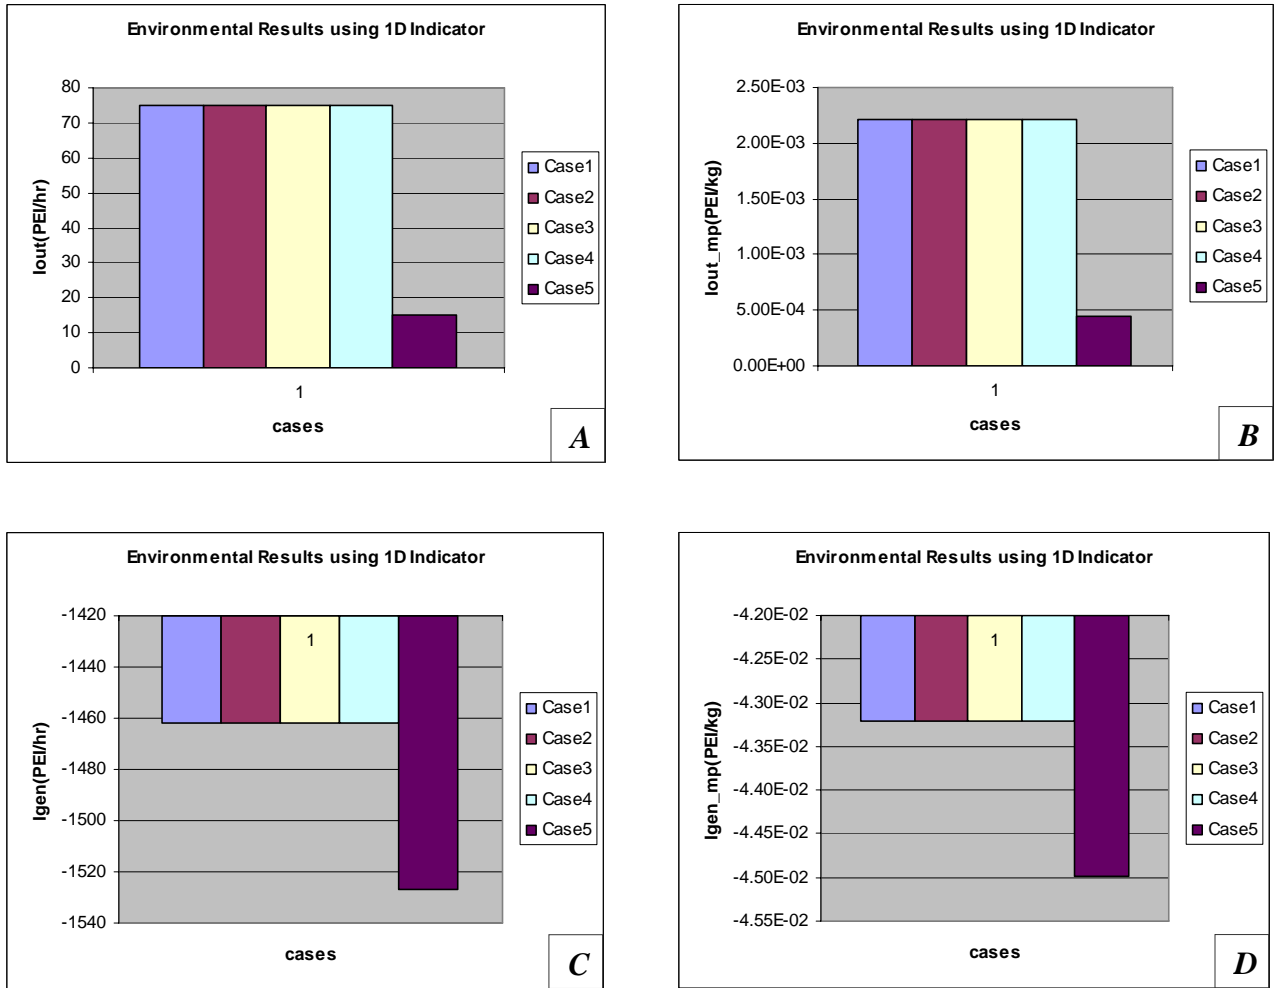 Environmental Results using 1D Indicator
Iout(PEI/hr)
80
70
60
50
40
30
20
10
0
1
cases
Case1
Case2
Case3
Case4
Case5
A
Environmental Results using 1D Indicator
Iout_mp(PEI/kg)
2.50E-03
2.00E-03
1.50E-03
1.00E-03
5.00E-04
0.00E+00
1
cases
Case1
Case2
Case3
Case4
Case5
B
Environmental Results using 1D Indicator
Igen(PEI/hr)
-1420
-1440
-1460
-1480
-1500
-1520
-1540
1
cases
Case1
Case2
Case3
Case4
Case5
C
Environmental Results using 1D Indicator
Igen_mp(PEI/kg)
-4.20E-02
-4.25E-02
-4.30E-02
-4.35E-02
-4.40E-02
-4.45E-02
-4.50E-02
-4.55E-02
1
cases
Case1
Case2
Case3
Case4
Case5
D